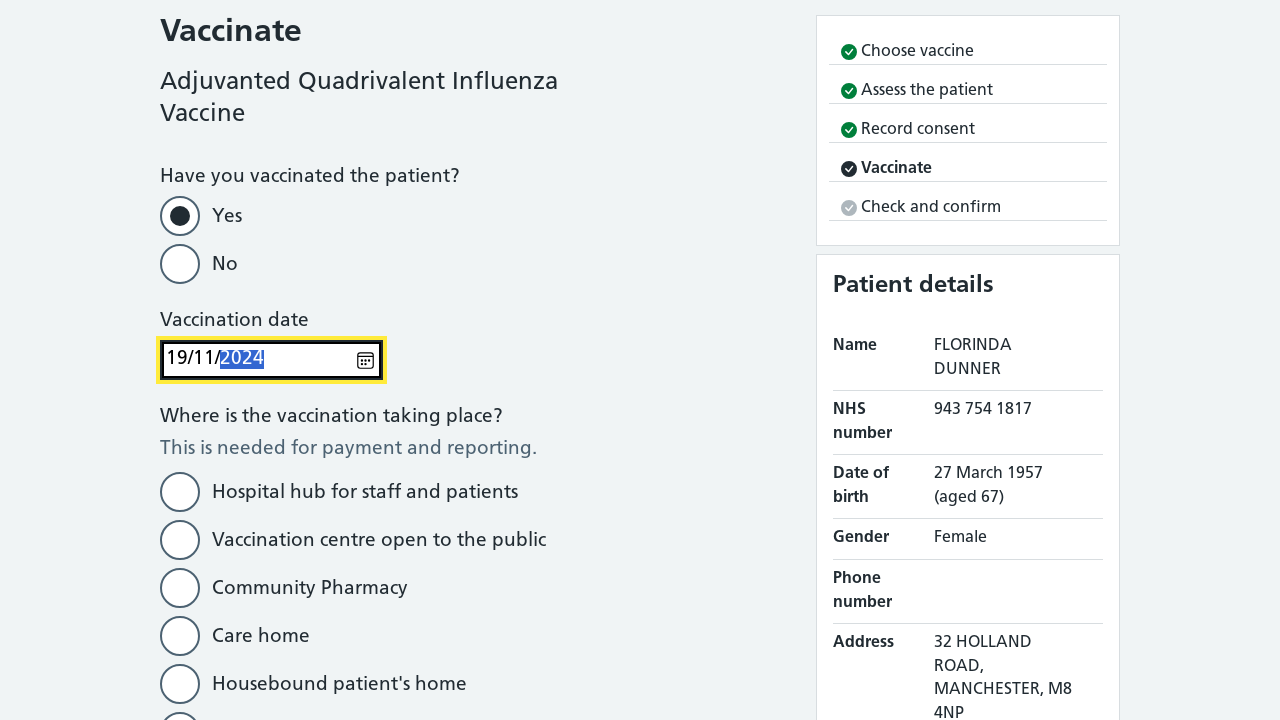 Vaccinate
Adjuvanted Quadrivalent Influenza
Vaccine
Have you vaccinated the patient?
Yes
No
Vaccination date
19/11/2024
Where is the vaccination taking place?
This is needed for payment and reporting.
Hospital hub for staff and patients
Vaccination centre open to the public
Community Pharmacy
Care home
Housebound patient's home
Choose vaccine
Assess the patient
Record consent
Vaccinate
Check and confirm
Patient details
Name FLORINDA
DUNNER
NHS 943 754 1817
number
Date of 27 March 1957
birth (aged 67)
Gender Female
Phone
number
Address 32 HOLLAND
ROAD,
MANCHESTER, M8
4NP